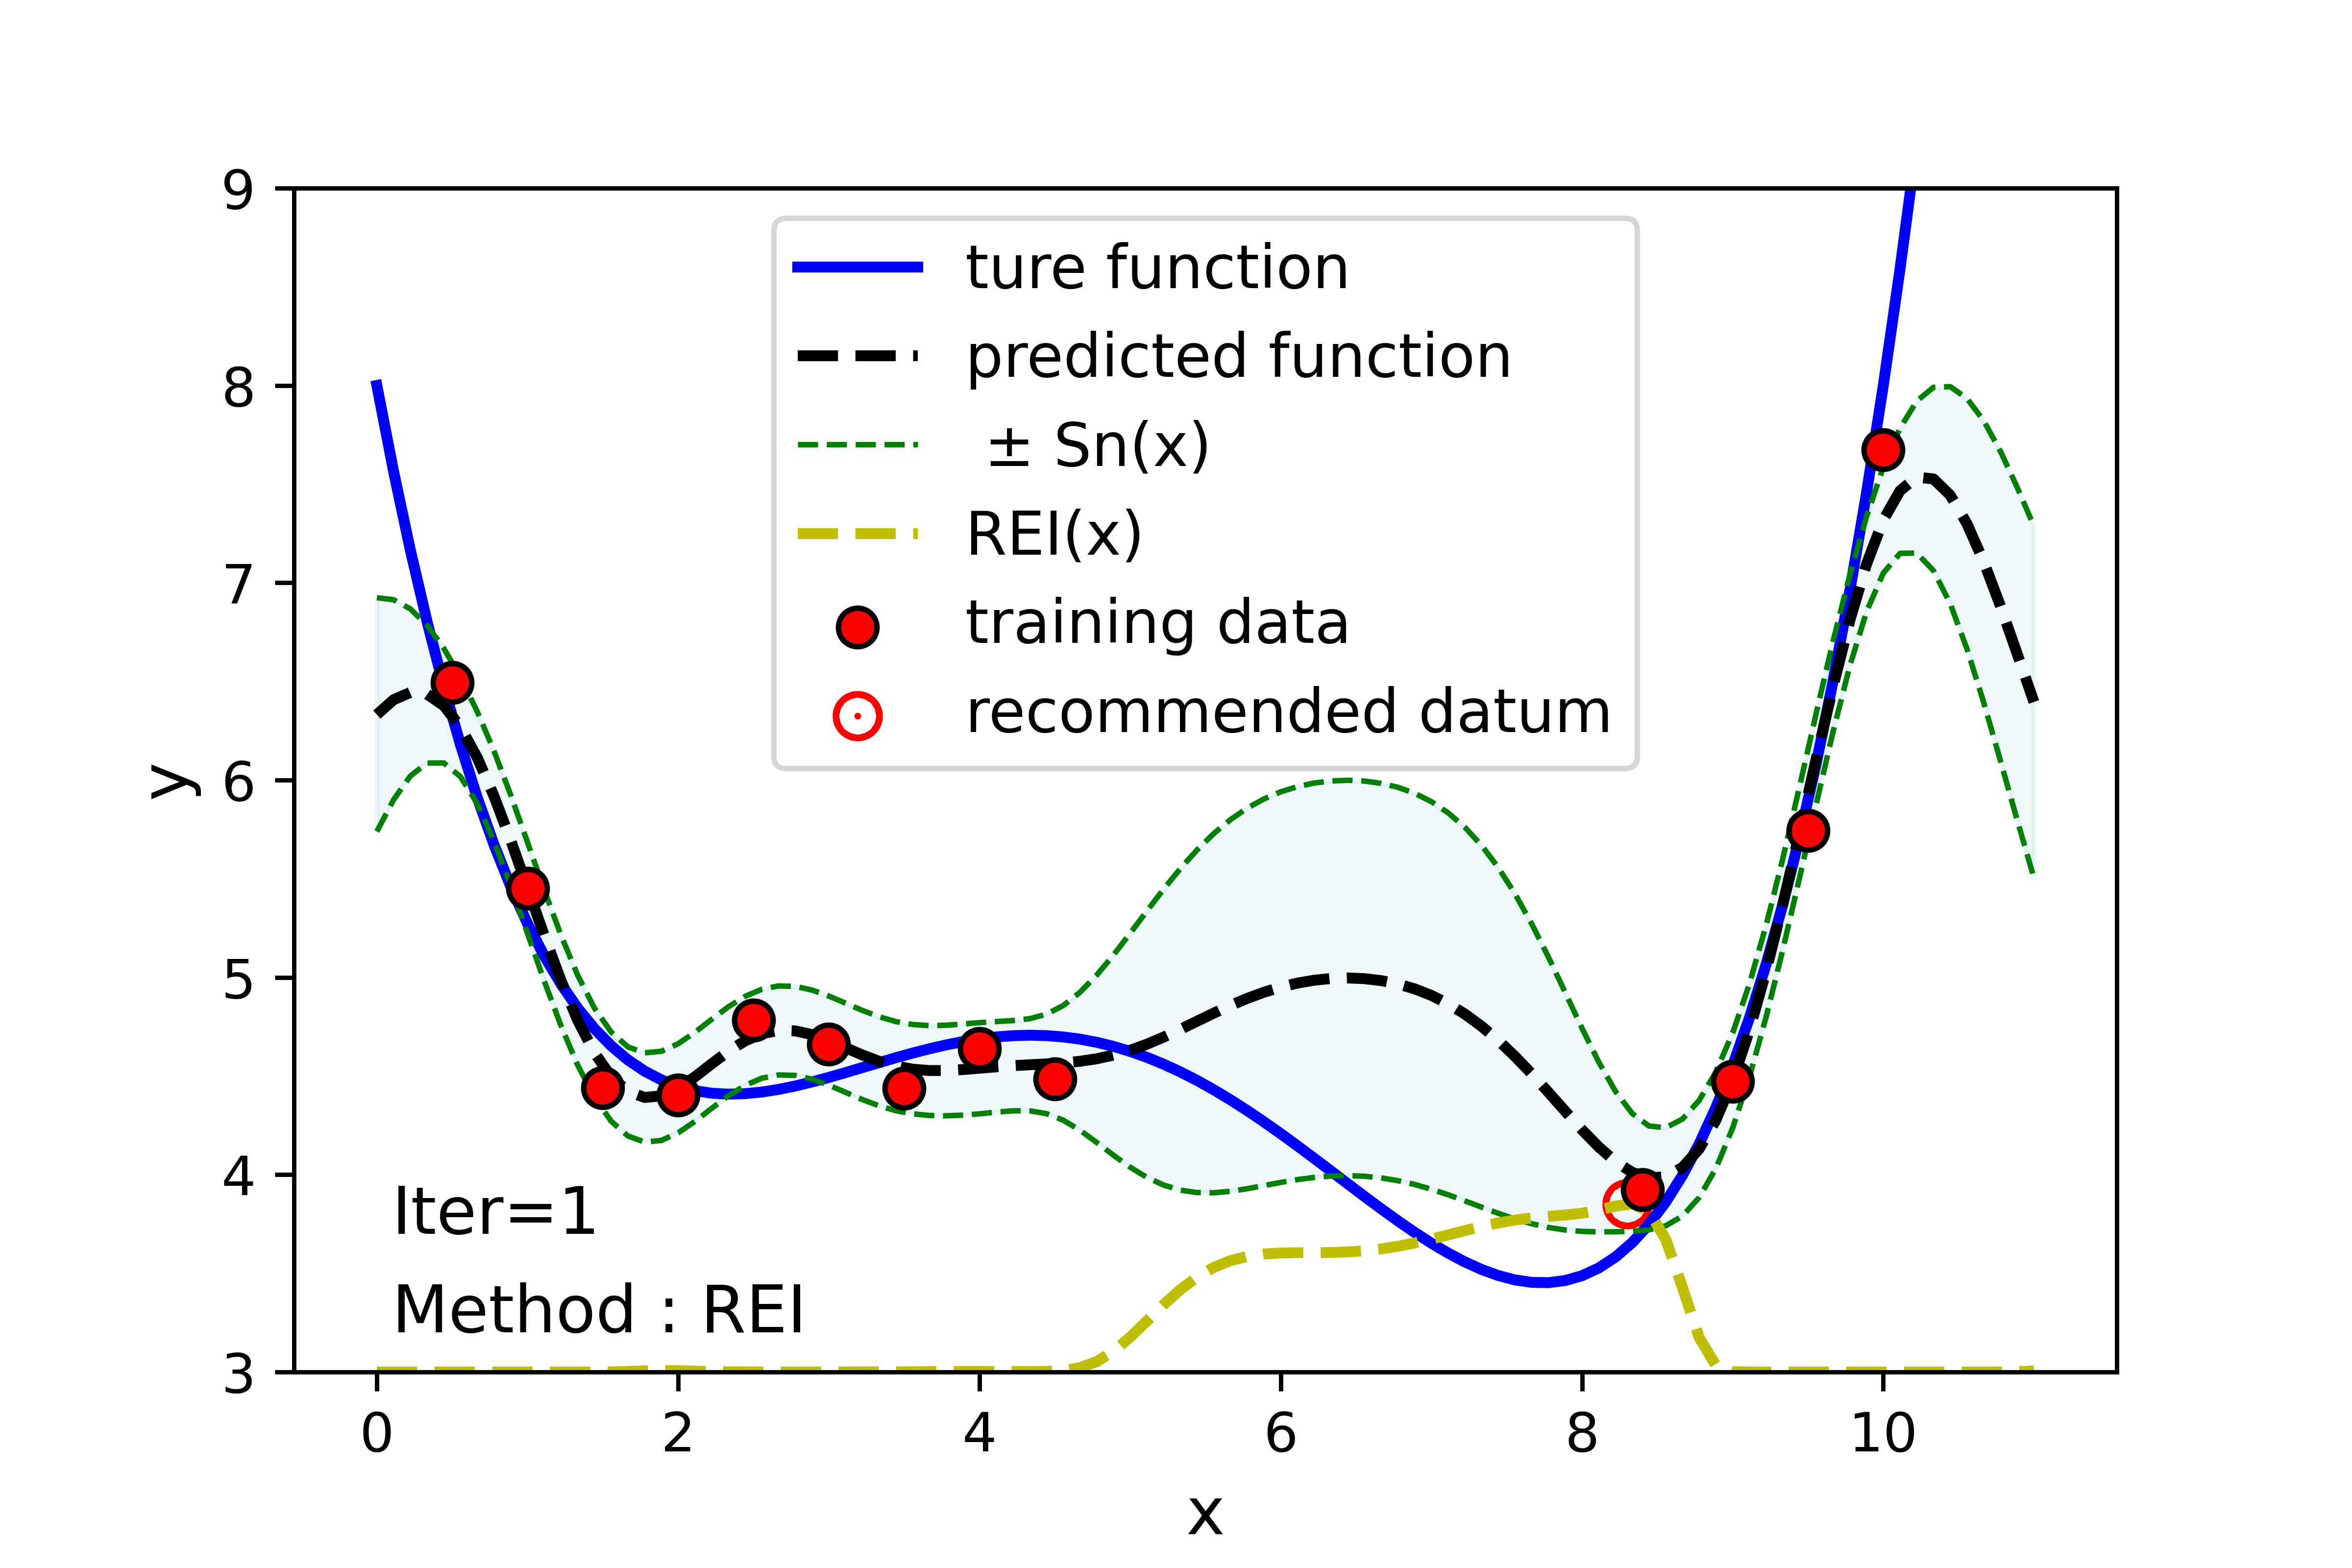 9
8
7
6
5
4
3
y
ture function
predicted function
± Sn(x)
REI(x)
training data
recommended datum
Iter=1
Method : REI
0 2 4 6 8 10
x